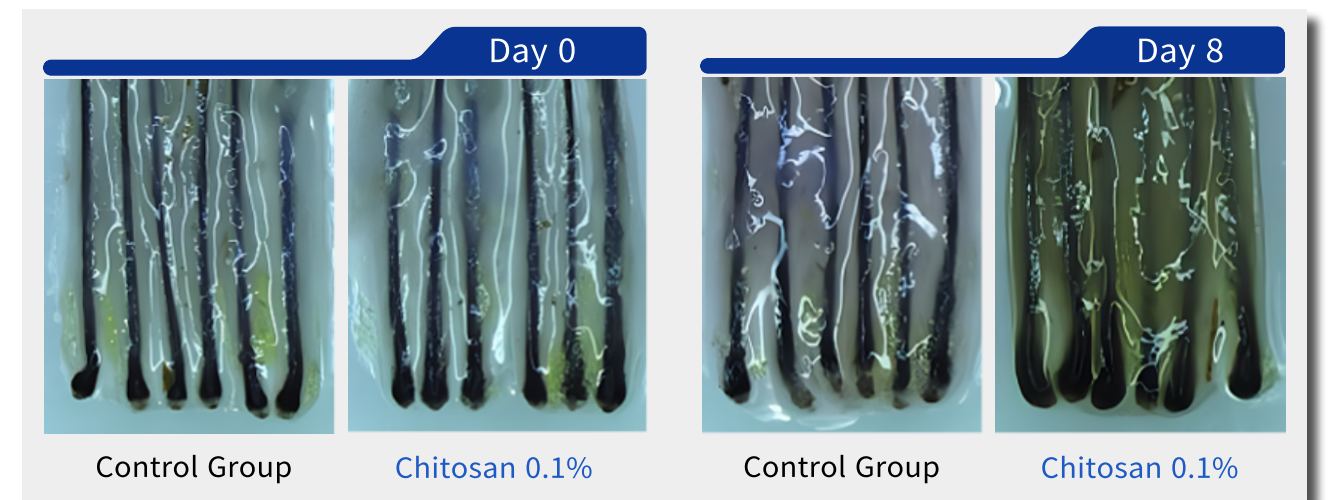 Day 0
Day 8
Control Group
Chitosan 0.1%
Control Group
Chitosan 0.1%